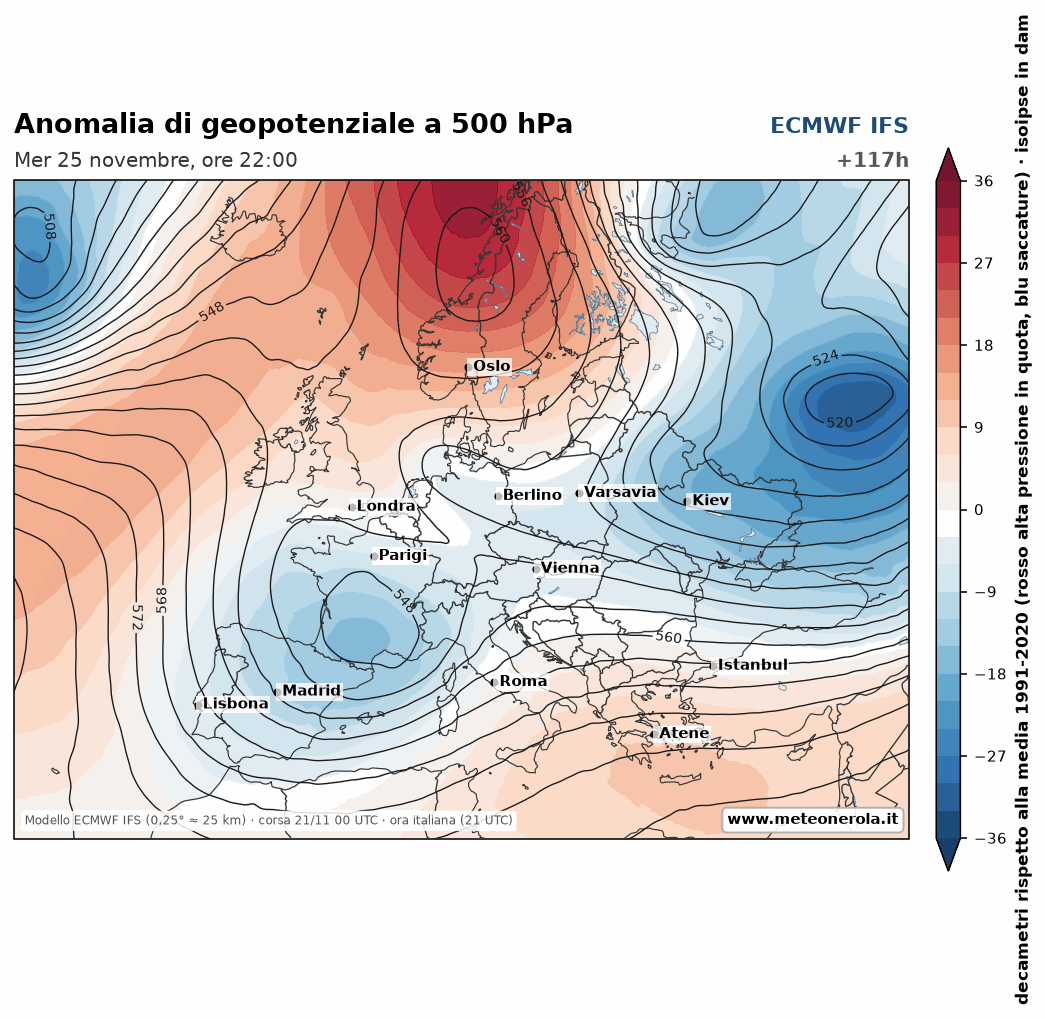 Anomalia di geopotenziale a 500 hPa
ECMWF IFS
Mer 25 novembre, ore 22:00
+117h
508
560
548
Oslo
524
520
Londra
Berlino
Varsavia
Kiev
Parigi
Vienna
548
572
568
560
Istanbul
Roma
Madrid
Lisbona
Atene
Modello ECMWF IFS (0,25° ≈ 25 km) · corsa 21/11 00 UTC · ora italiana (21 UTC)
www.meteonerola.it
36
27
18
9
0
−9
−18
−27
−36
decametri rispetto alla media 1991-2020 (rosso alta pressione in quota, blu saccature) · isoipse in dam